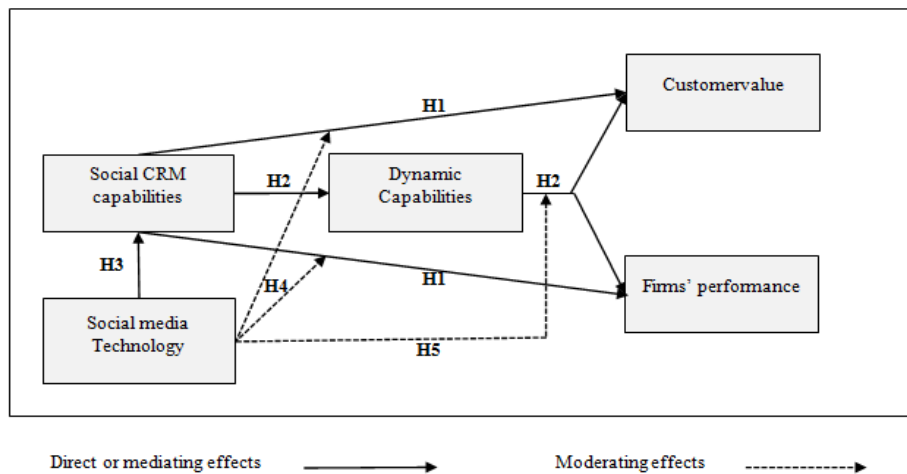 Customervalue
H1
Social CRM
capabilities
H2
Dynamic
Capabilities
H2
H3
H4
H1
Firms' performance
Social media
Technology
H5
Direct or mediating effects
Moderating effects